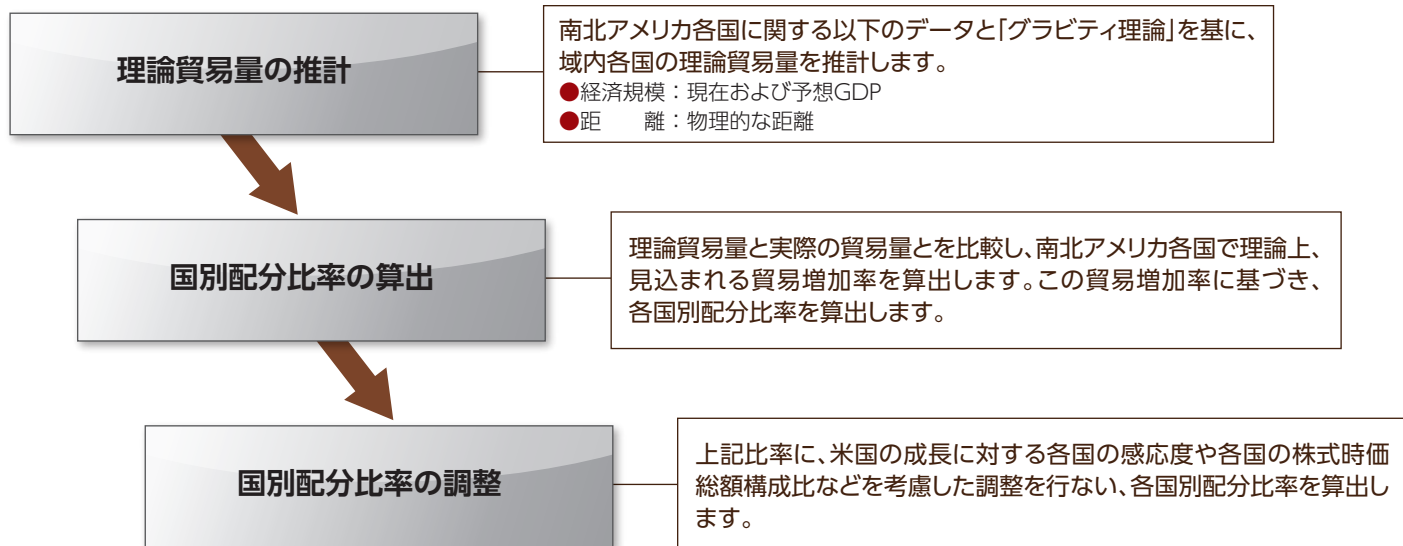 理論貿易量の推計
南北アメリカ各国に関する以下のデータと「グラビティ理論」を基に、
域内各国の理論貿易量を推計します。
●経済規模：現在および予想GDP
●距　　離：物理的な距離
国別配分比率の算出
理論貿易量と実際の貿易量とを比較し、南北アメリカ各国で理論上、
見込まれる貿易増加率を算出します。この貿易増加率に基づき、
各国別配分比率を算出します。
国別配分比率の調整
上記比率に、米国の成長に対する各国の感応度や各国の株式時価
総額構成比などを考慮した調整を行ない、各国別配分比率を算出し
ます。